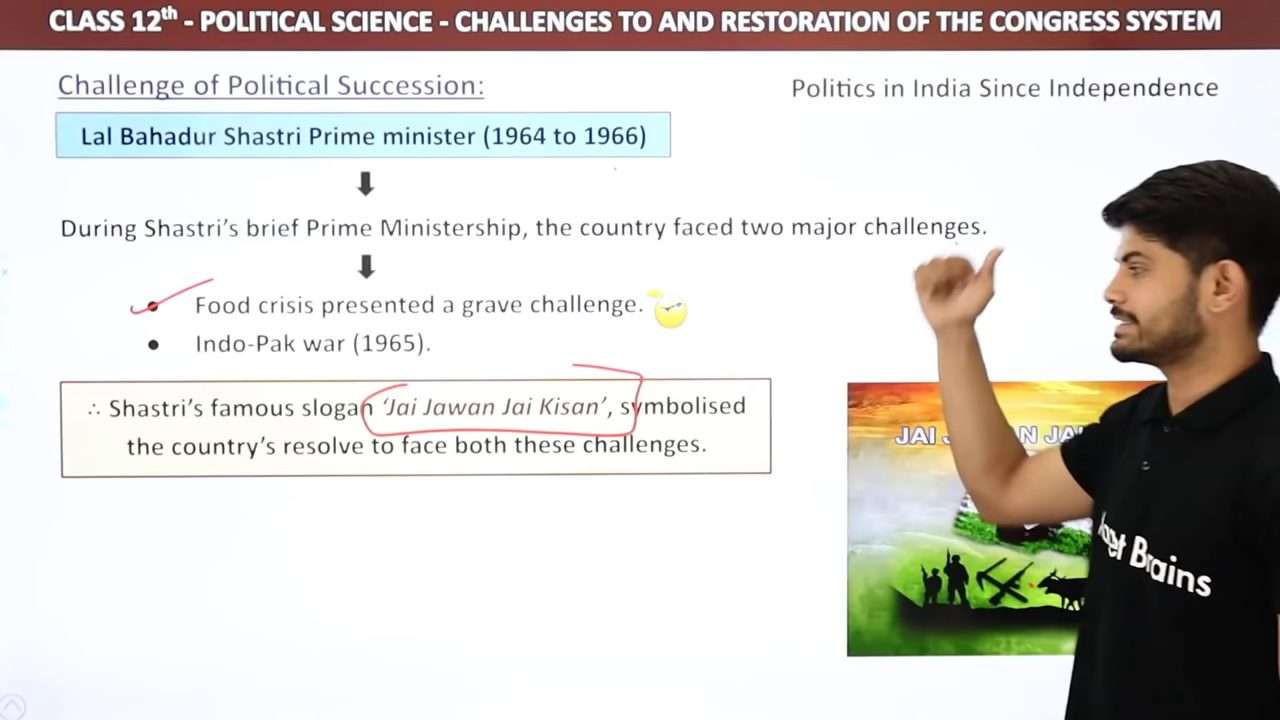 CLASS 12th - POLITICAL SCIENCE - CHALLENGES TO AND RESTORATION OF THE CONGRESS SYSTEM
Challenge of Political Succession:
Politics in India Since Independence
Lal Bahadur Shastri Prime minister (1964 to 1966)
During Shastri’s brief Prime Ministership, the country faced two major challenges.
• Food crisis presented a grave challenge.
• Indo-Pak war (1965).
∴ Shastri’s famous slogan ‘Jai Jawan Jai Kisan’, symbolised
the country’s resolve to face both these challenges.
JAI
Brains